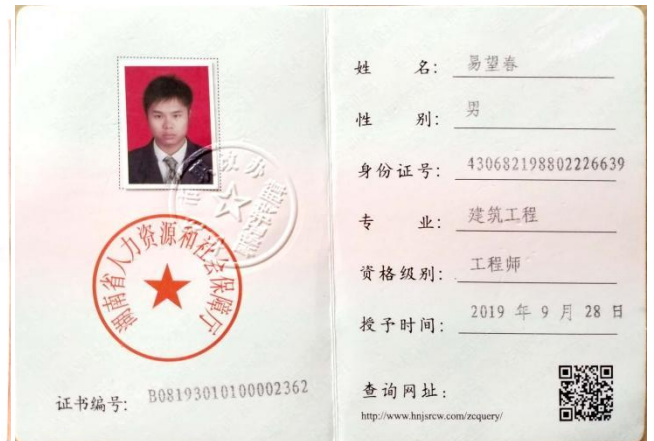 湖南省人力资源和社会保障厅
证书编号: B08193010100002362
姓 名: 易望春
性 别: 男
身份证号: 430682198802226639
专 业: 建筑工程
资格级别: 工程师
授予时间: 2019 年 9 月 28 日
查询网址:
http://www.hnjsrcw.com/zcquery/